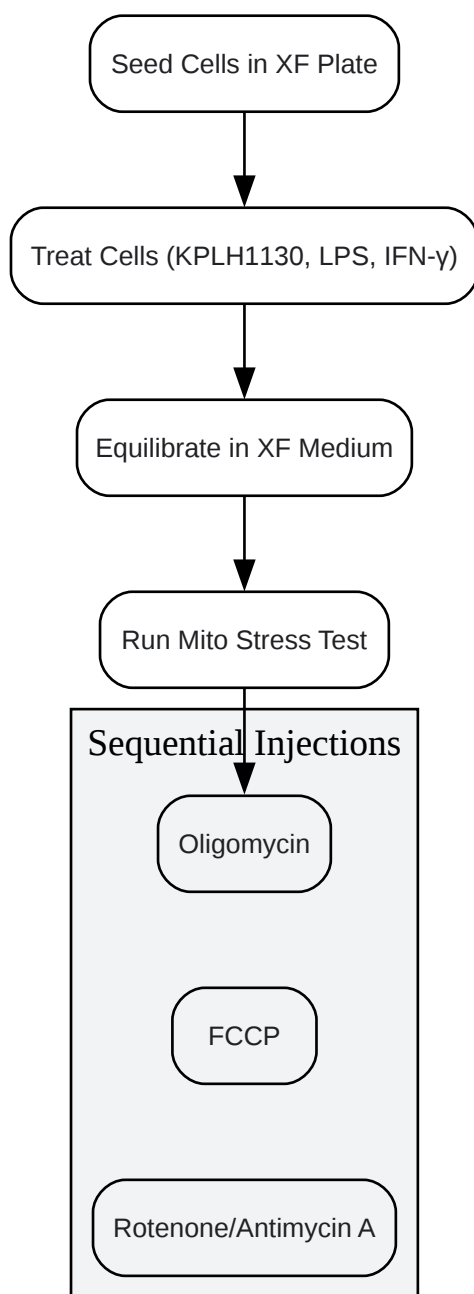 Seed Cells in XF Plate
Treat Cells (KPLH1130, LPS, IFN-γ)
Equilibrate in XF Medium
Run Mito Stress Test
Sequential Injections
Oligomycin
FCCP
Rotenone/Antimycin A